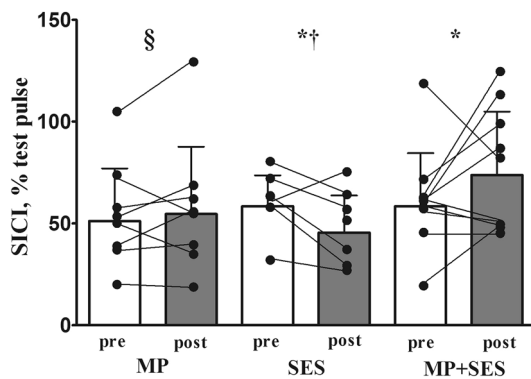 150
§ *† *
100
SICI, % test pulse
50
0
pre post pre post pre post
MP SES MP+SES